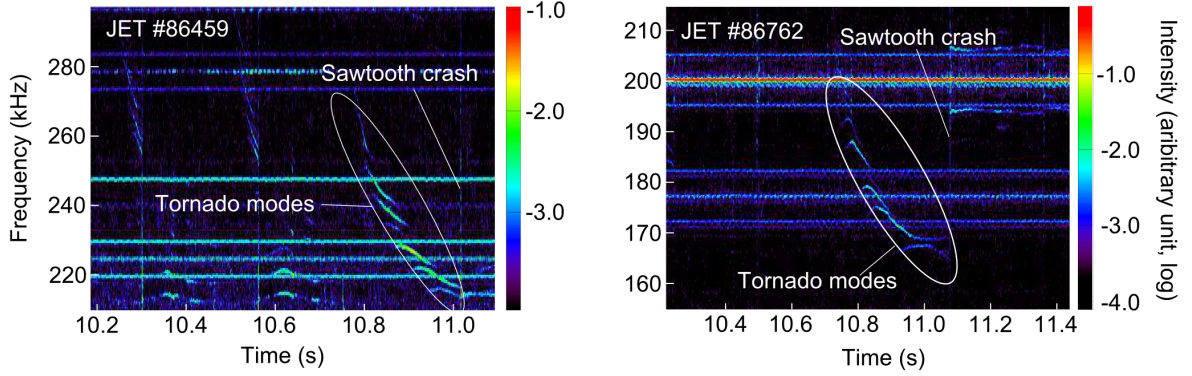 JET #86459
Sawtooth crash
Tornado modes
280
260
240
220
10.2 10.4 10.6 10.8 11.0
Frequency (kHz)
Time (s)
-1.0
-2.0
-3.0
JET #86762
Sawtooth crash
Tornado modes
210
200
190
180
170
160
10.4 10.6 10.8 11.0 11.2 11.4
Time (s)
-1.0
-2.0
-3.0
-4.0
Intensity (aribitrary unit, log)